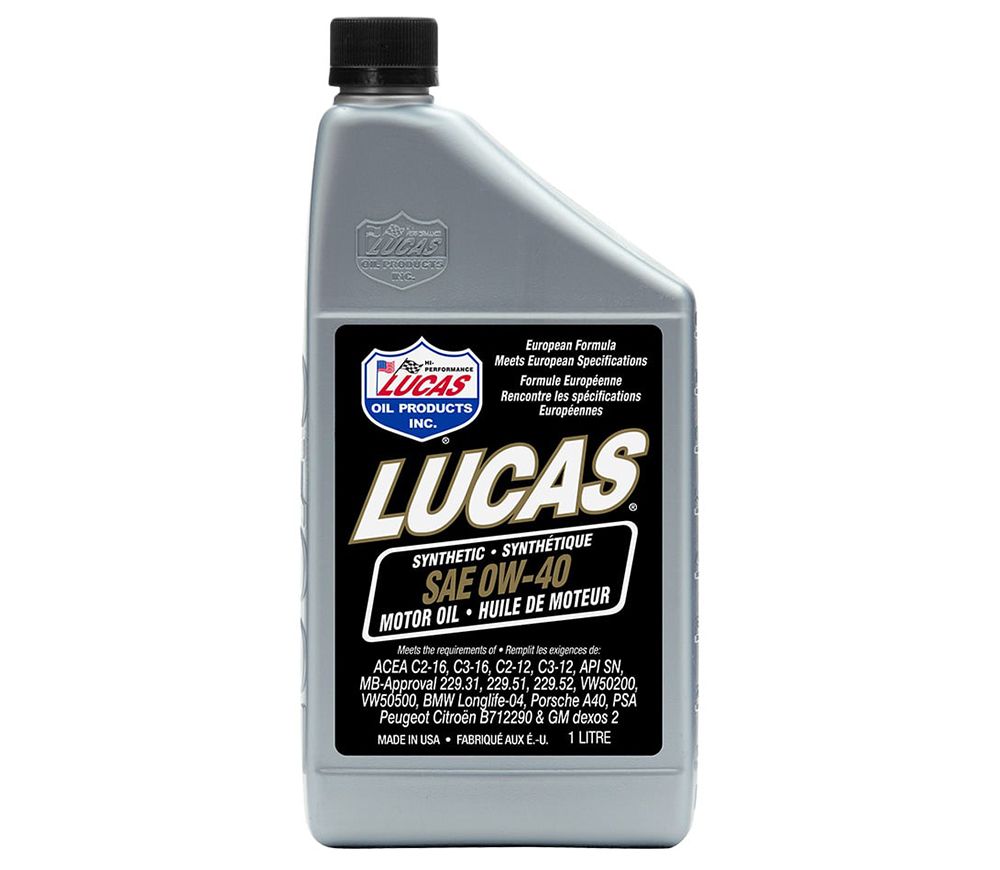 HI-PERFORMANCE
LUCAS
OIL PRODUCTS
INC.
European Formula
Meets European Specifications
Formule Européenne
Rencontre les spécifications
Européennes
HI-
PERFORMANCE
LUCAS
OIL PRODUCTS
INC.
®
LUCAS®
SYNTHETIC • SYNTHÉTIQUE
SAE 0W-40
MOTOR OIL • HUILE DE MOTEUR
Meets the requirements of • Remplit les exigences de:
ACEA C2-16, C3-16, C2-12, C3-12, API SN,
MB-Approval 229.31, 229.51, 229.52, VW50200,
VW50500, BMW Longlife-04, Porsche A40, PSA
Peugeot Citroën B712290 & GM dexos 2
MADE IN USA • FABRIQUÉ AUX É.-U. 1 LITRE